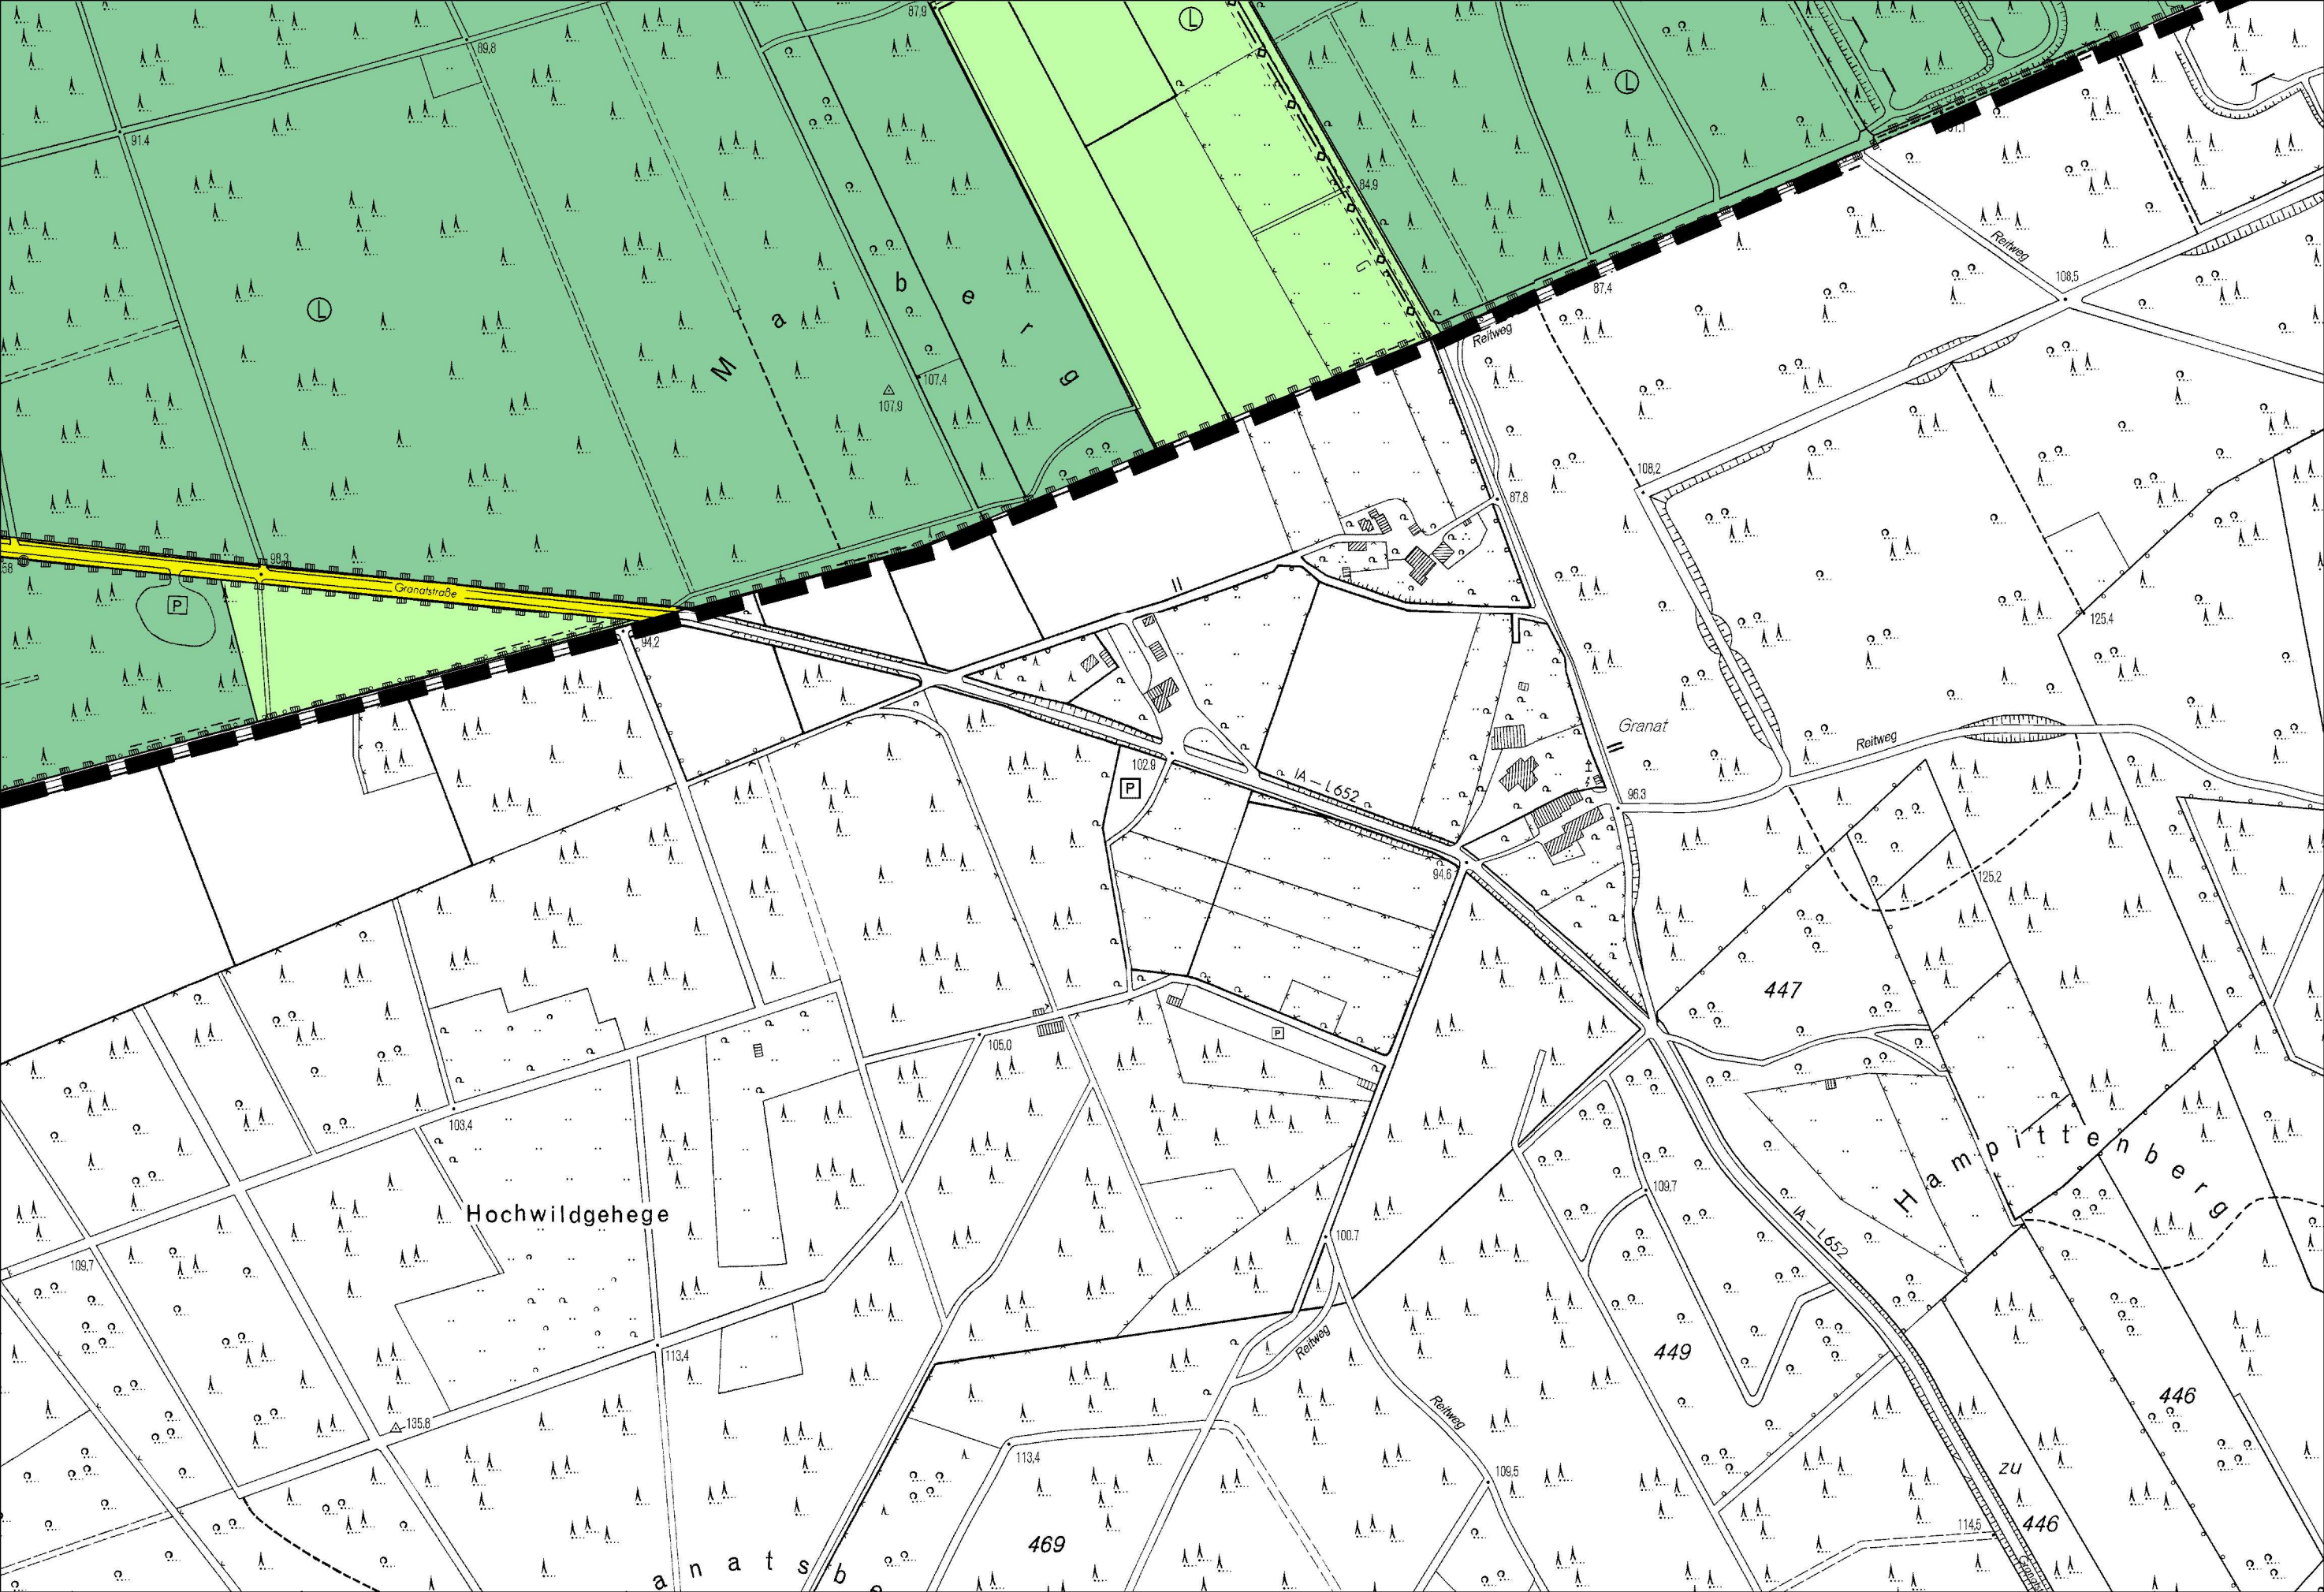 87,9
L
89,8
L
91.4
91,1
84,9
Reitweg
108,5
Maiberg
87,4
L
Reitweg
107,4
107,9
108,2
87,8
98,3
58
Granatstraße
P
94,2
125.4
Granat
Reitweg
102.9
P
IA – L652
96.3
94.6
125,2
447
105,0
P
103,4
Hampittenberg
109,7
Hochwildgehege
IA – L652
100.7
109,7
Reitweg
449
113,4
446
Reitweg
135.8
113,4
109,5
zu
446
114,5
469
anatsbe